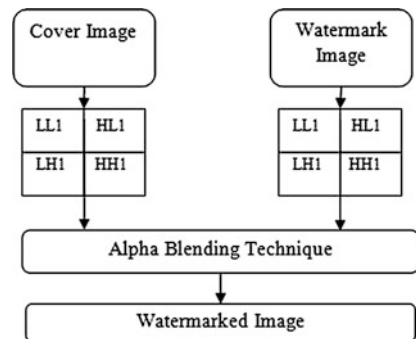 Cover Image
Watermark
Image
LL1 HL1
LH1 HH1
LL1 HL1
LH1 HH1
Alpha Blending Technique
Watermarked Image